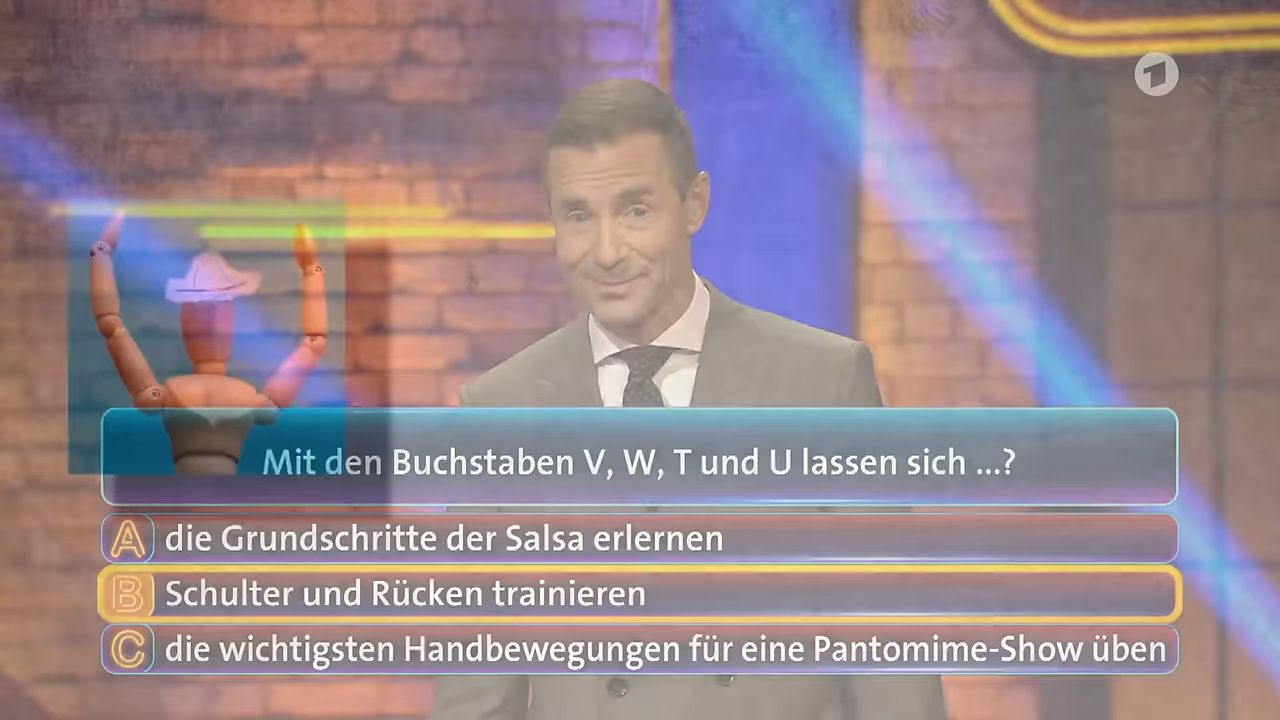 1
Mit den Buchstaben V, W, T und U lassen sich ...?
A die Grundschritte der Salsa erlernen
B Schulter und Rücken trainieren
C die wichtigsten Handbewegungen für eine Pantomime-Show üben